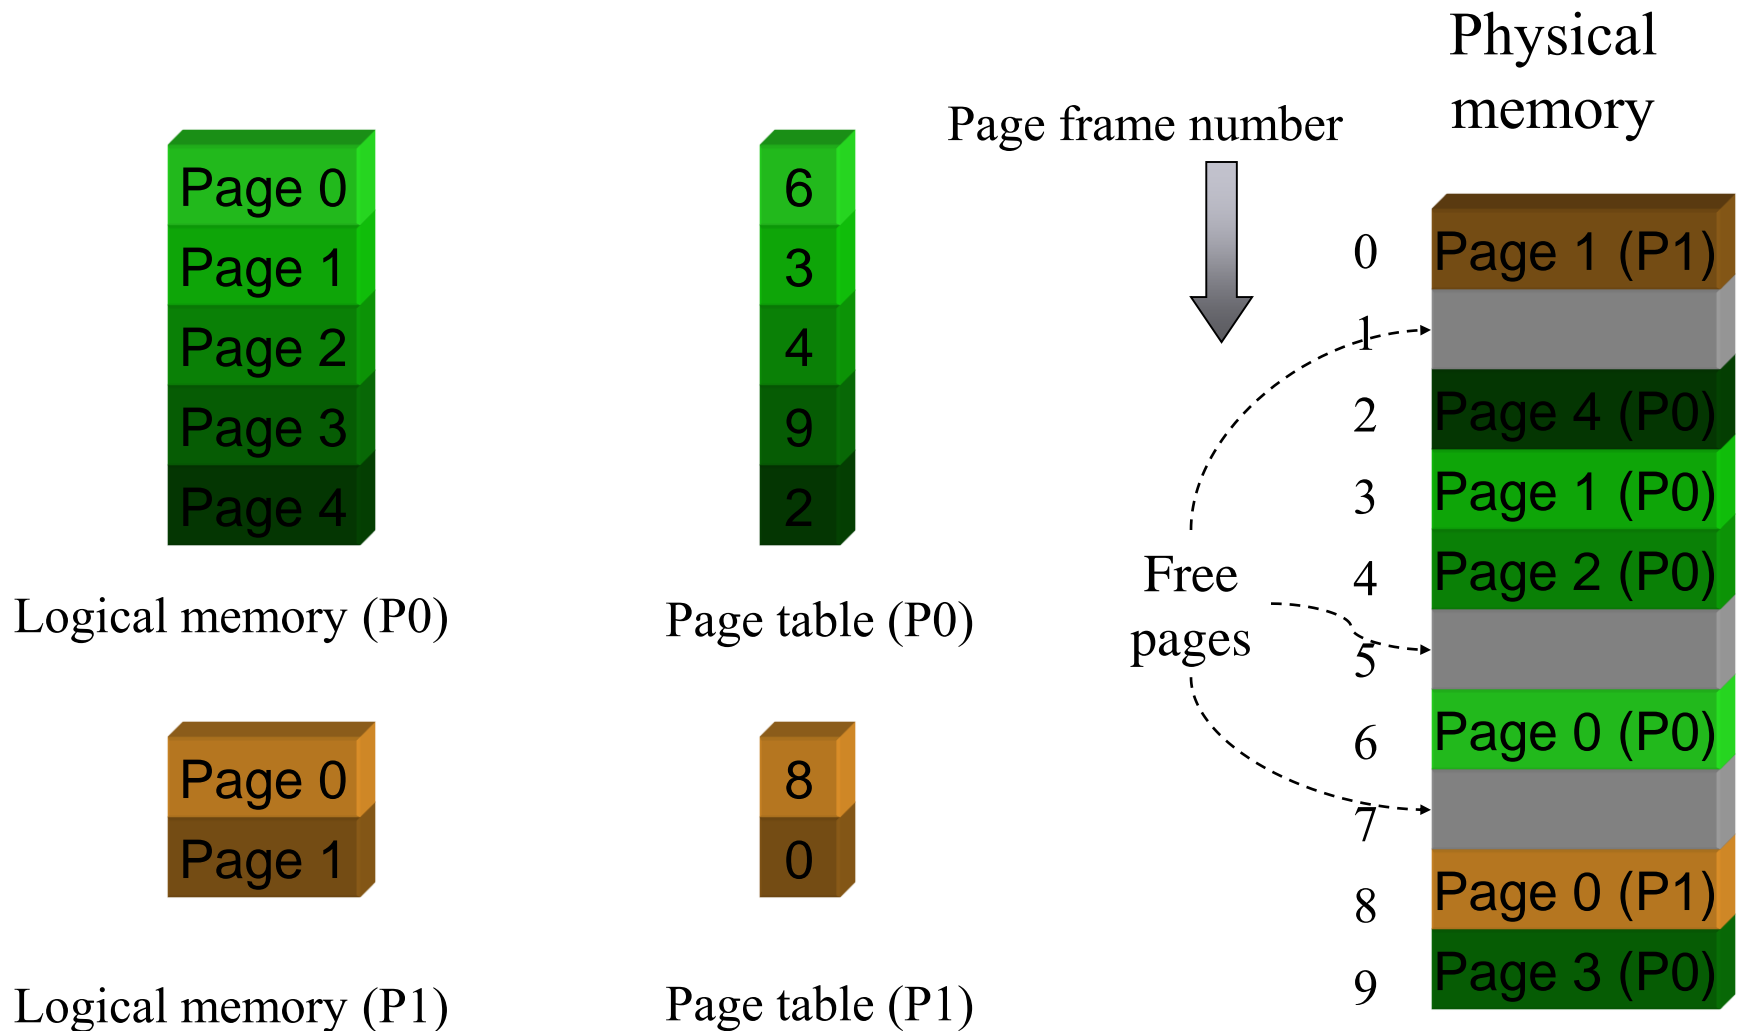 Physical
memory
Page frame number
Page 0
Page 1
Page 2
Page 3
Page 4
Logical memory (P0)
6
3
4
9
2
Page table (P0)
Page 0
Page 1
Logical memory (P1)
8
0
Page table (P1)
Free
pages
0 Page 1 (P1)
1
2 Page 4 (P0)
3 Page 1 (P0)
4 Page 2 (P0)
5
6 Page 0 (P0)
7
8 Page 0 (P1)
9 Page 3 (P0)